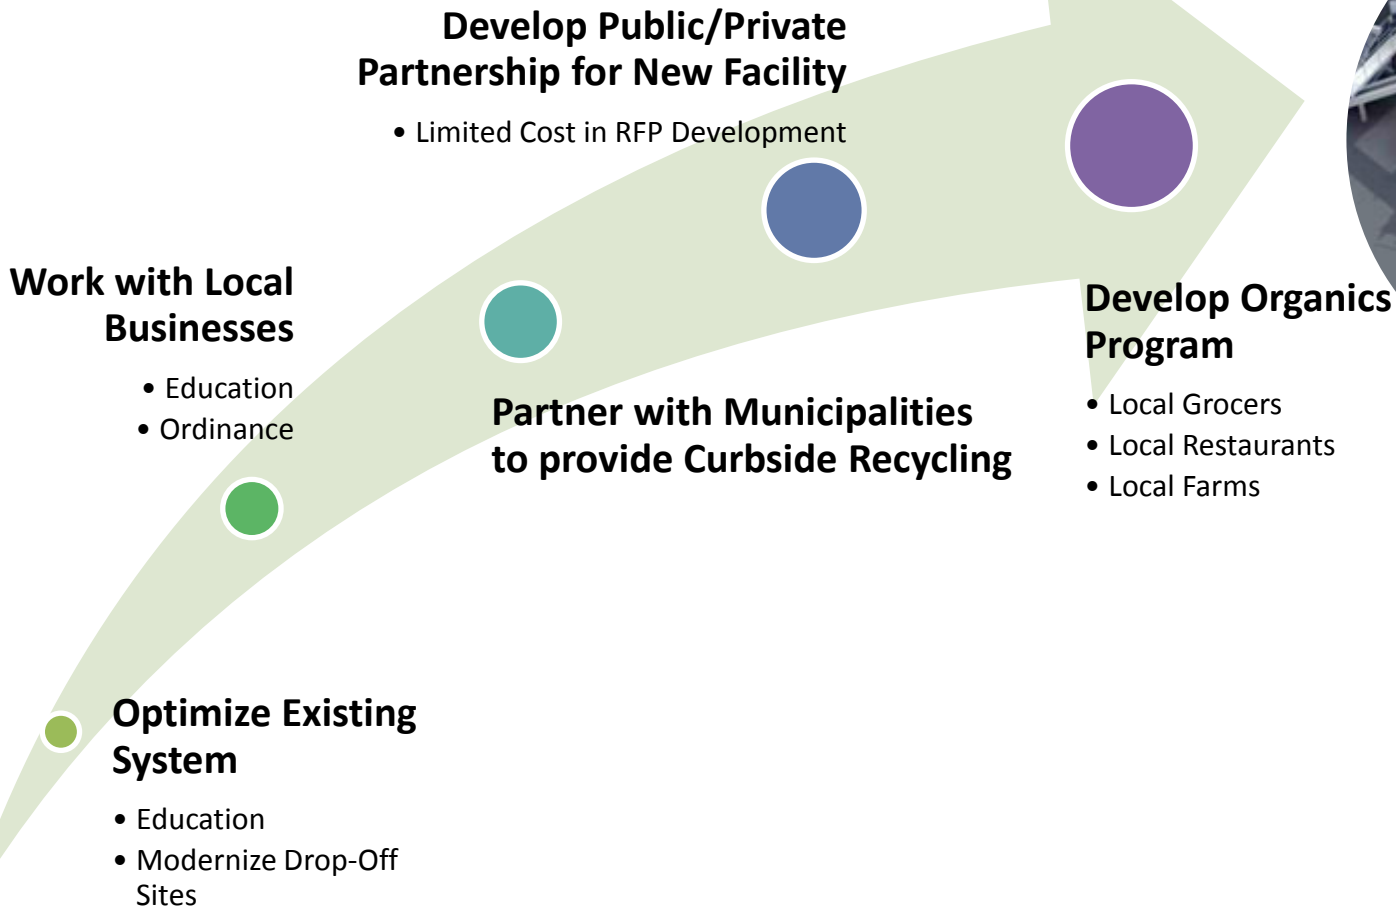 Develop Public/Private
Partnership for New Facility
• Limited Cost in RFP Development
Work with Local
Businesses
• Education
• Ordinance
Partner with Municipalities
to provide Curbside Recycling
Develop Organics
Program
• Local Grocers
• Local Restaurants
• Local Farms
Optimize Existing
System
• Education
• Modernize Drop-Off
Sites